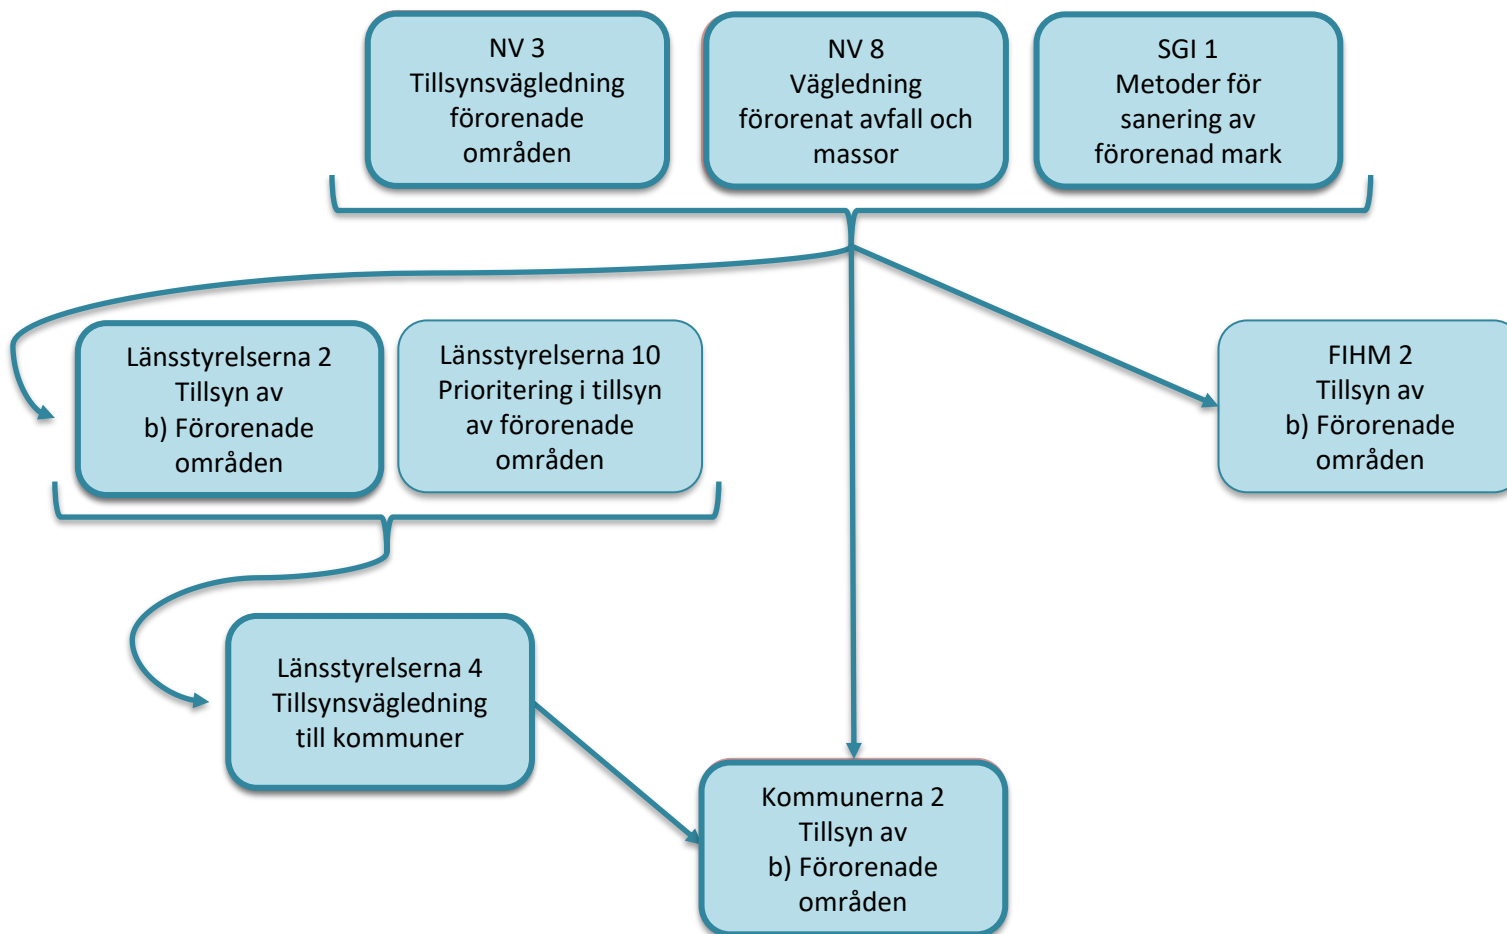 NV 3
Tillsynsvägledning
förorenade
områden
NV 8
Vägledning
förorenat avfall och
massor
SGI 1
Metoder för
sanering av
förorenad mark
Länsstyrelserna 2
Tillsyn av
b) Förorenade
områden
Länsstyrelserna 10
Prioritering i tillsyn
av förorenade
områden
FIHM 2
Tillsyn av
b) Förorenade
områden
Länsstyrelserna 4
Tillsynsvägledning
till kommuner
Kommunerna 2
Tillsyn av
b) Förorenade
områden